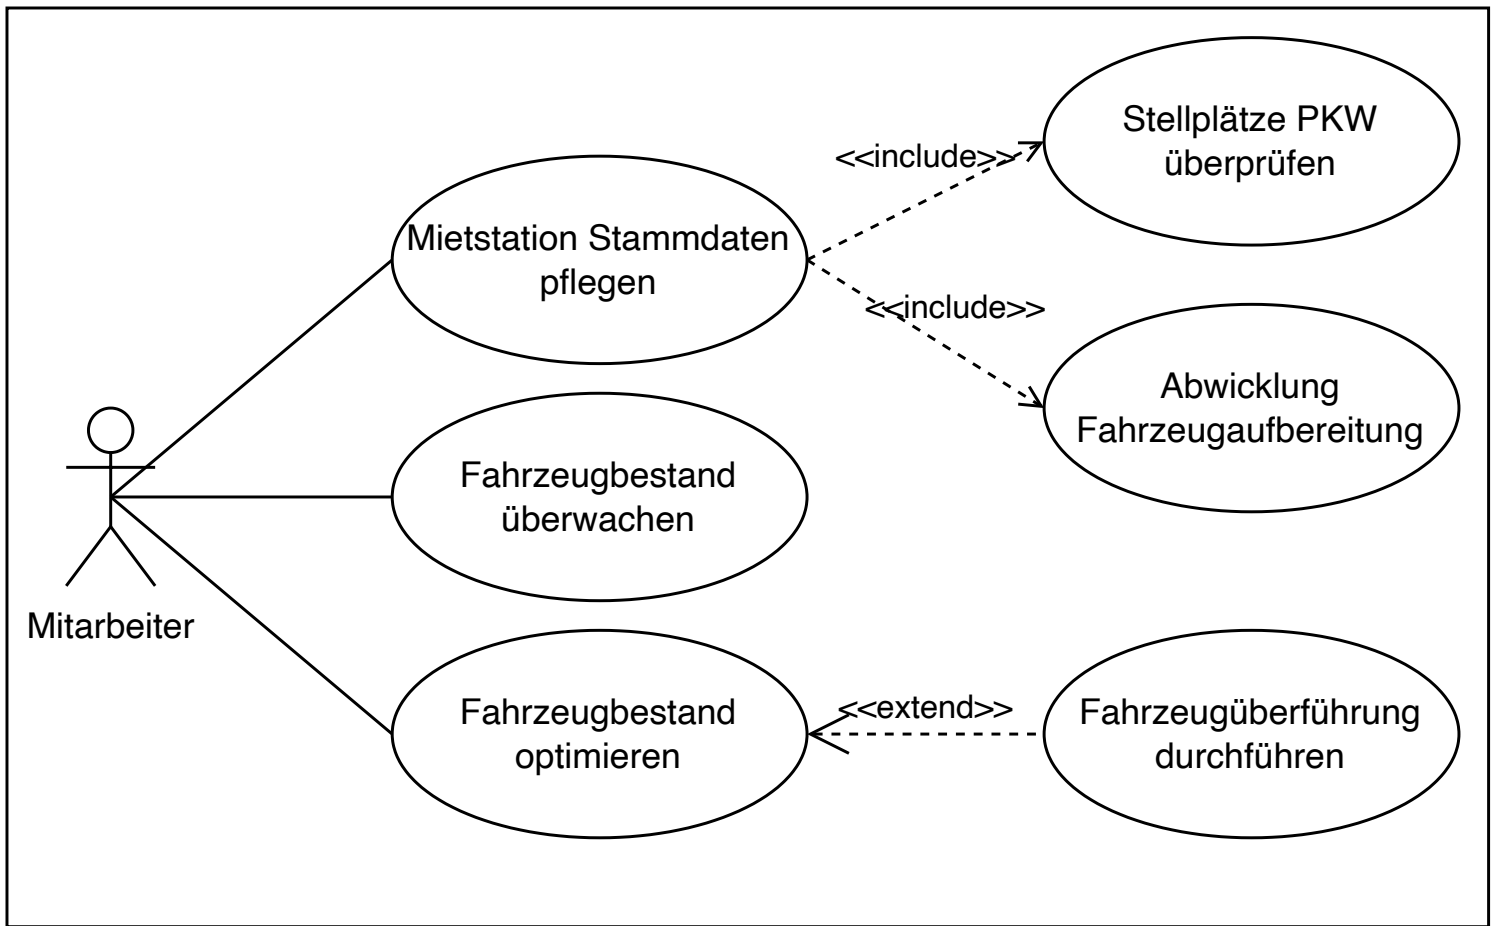 Stellplätze PKW
überprüfen
<<include>>
Mietstation Stammdaten
pflegen
<<include>>
Abwicklung
Fahrzeugaufbereitung
Fahrzeugbestand
überwachen
Mitarbeiter
Fahrzeugbestand
optimieren
<<extend>>
Fahrzeugüberführung
durchführen